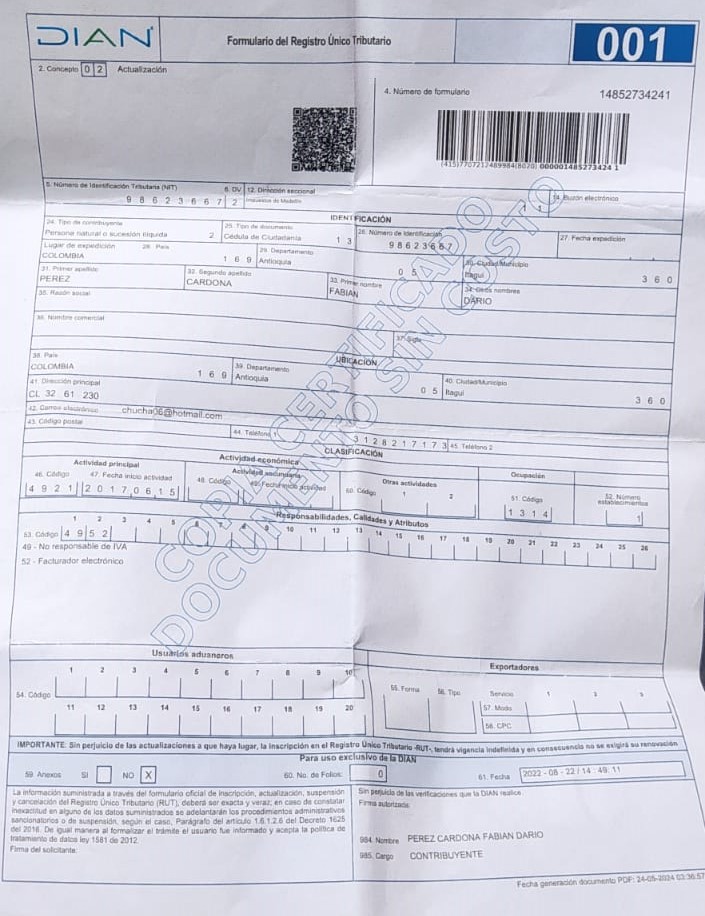 DIAN
Formulario del Registro Único Tributario
001
2. Concepto 0 2 Actualización
4. Número de formulario
14852734241
(415)7707212489984(8020) 000001485273424 1
5. Número de Identificación Tributaria (NIT) 6. DV 12. Dirección seccional 14. Buzón electrónico
9 8 6 2 3 6 6 7 2 Impuestos de Medellín 1 1
IDENTIFICACIÓN
24. Tipo de contribuyente 25. Tipo de documento 26. Número de Identificación 27. Fecha expedición
Persona natural o sucesión ilíquida 2 Cédula de Ciudadanía 1 3 9 8 6 2 3 6 6 7
Lugar de expedición 28. País 29. Departamento 30. Ciudad/Municipio
COLOMBIA 1 6 9 Antioquia 0 5 Itagui 3 6 0
31. Primer apellido 32. Segundo apellido 33. Primer nombre 34. Otros nombres
PEREZ CARDONA FABIAN DARIO
35. Razón social
36. Nombre comercial 37. Sigla
UBICACIÓN
38. País 39. Departamento 40. Ciudad/Municipio
COLOMBIA 1 6 9 Antioquia 0 5 Itagui 3 6 0
41. Dirección principal
CL 32 61 230
42. Correo electrónico chucha06@hotmail.com
43. Código postal 44. Teléfono 1 3 1 2 8 2 1 7 1 7 3 45. Teléfono 2
CLASIFICACIÓN
Actividad económica Ocupación
Actividad principal Actividad secundaria Otras actividades
46. Código 47. Fecha inicio actividad 48. Código 49. Fecha inicio actividad 50. Código 1 2 51. Código 52. Número establecimientos
4 9 2 1 2 0 1 7 0 6 1 5 1 3 1 4 1
Responsabilidades, Calidades y Atributos
1 2 3 4 5 6 7 8 9 10 11 12 13 14 15 16 17 18 19 20 21 22 23 24 25 26
53. Código 4 9 5 2
49 - No responsable de IVA
52 - Facturador electrónico
COPIA CERTIFICADO
DOCUMENTO SIN COSTO
Usuarios aduaneros Exportadores
1 2 3 4 5 6 7 8 9 10
54. Código
11 12 13 14 15 16 17 18 19 20
55. Forma 56. Tipo Servicio 1 2 3
57. Modo
58. CPC
IMPORTANTE: Sin perjuicio de las actualizaciones a que haya lugar, la inscripción en el Registro Único Tributario -RUT-, tendrá vigencia indefinida y en consecuencia no se exigirá su renovación
Para uso exclusivo de la DIAN
59. Anexos SI NO X 60. No. de Folios: 0 61. Fecha 2022 - 08 - 22 / 14 : 49: 11
La información suministrada a través del formulario oficial de inscripción, actualización, suspensión
y cancelación del Registro Único Tributario (RUT), deberá ser exacta y veraz; en caso de constatar
inexactitud en alguno de los datos suministrados se adelantarán los procedimientos administrativos
sancionatorios o de suspensión, según el caso. Parágrafo del artículo 1.6.1.2.6 del Decreto 1625
del 2016. De igual manera al formalizar el trámite el usuario fue informado y acepta la política de
tratamiento de datos ley 1581 de 2012.
Firma del solicitante:
Sin perjuicio de las verificaciones que la DIAN realice.
Firma autorizada:
984. Nombre PEREZ CARDONA FABIAN DARIO
985. Cargo CONTRIBUYENTE
Fecha generación documento PDF: 24-05-2024 03:36:57